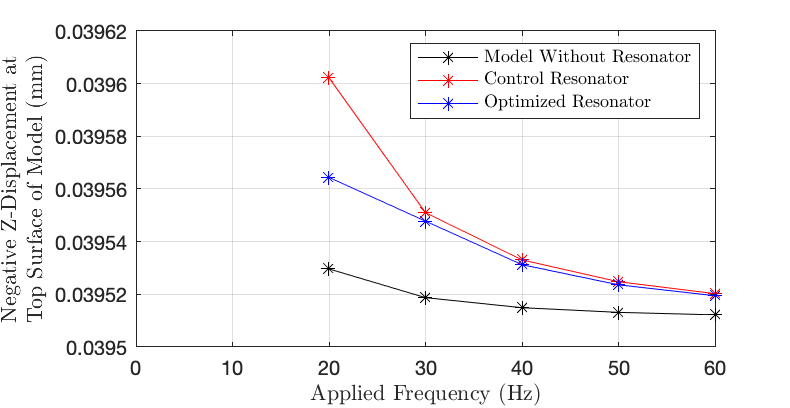 0.03962
0.0396
0.03958
0.03956
0.03954
0.03952
0.0395
0 10 20 30 40 50 60
Applied Frequency (Hz)
Negative Z-Displacement at
Top Surface of Model (mm)
Model Without Resonator
Control Resonator
Optimized Resonator